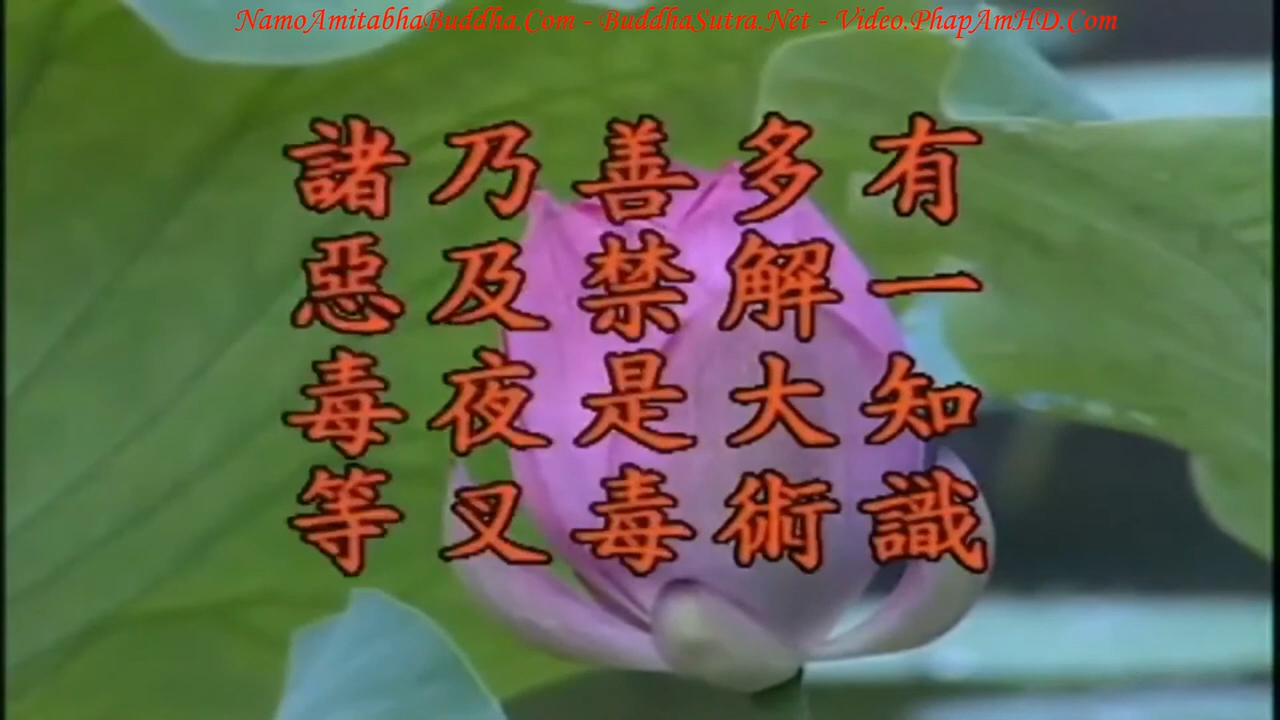 NamoAmitabhaBuddha.Com - BuddhaSutra.Net - Video.PhapAmHD.Com
有一知識
多解大術
善禁是毒
乃及夜叉
諸惡毒等